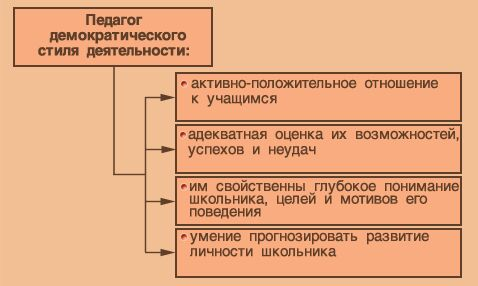 Педагог
демократического
стиля деятельности:
• активно-положительное отношение
к учащимся
• адекватная оценка их возможностей,
успехов и неудач
• им свойственны глубокое понимание
школьника, целей и мотивов его
поведения
• умение прогнозировать развитие
личности школьника